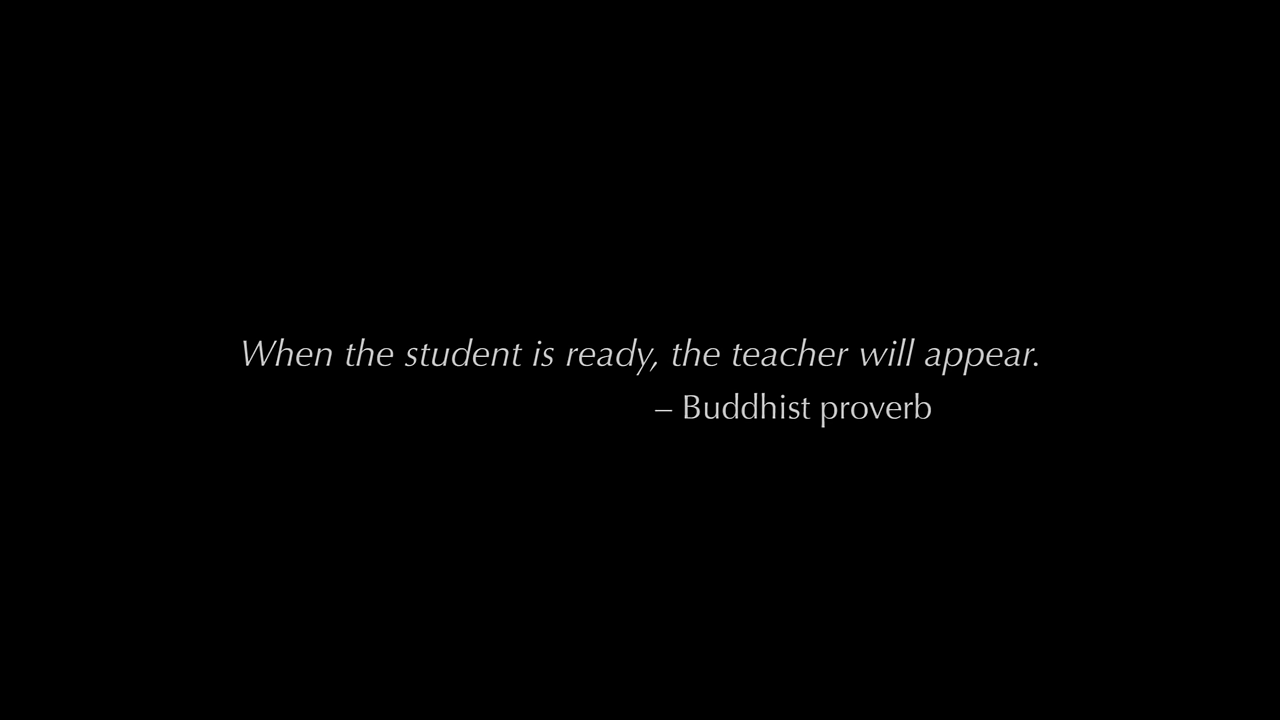 When the student is ready, the teacher will appear.
– Buddhist proverb